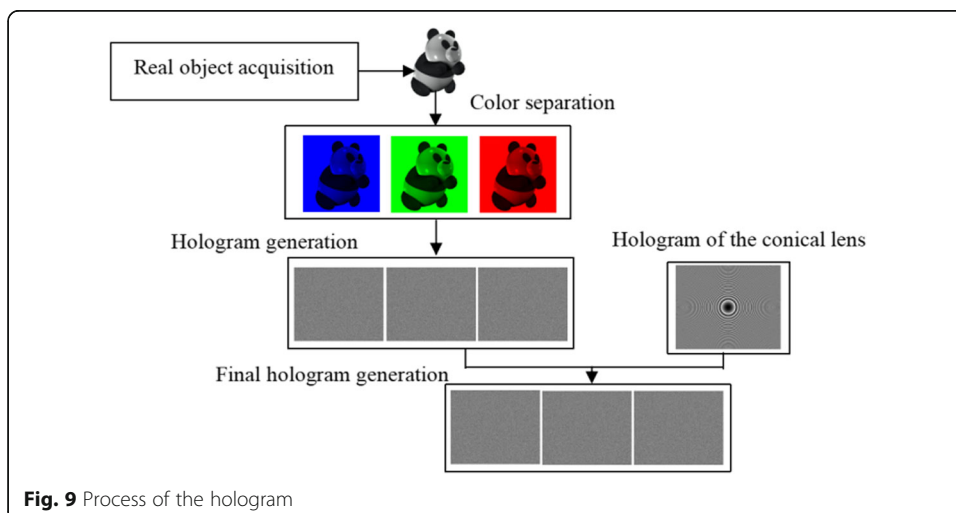 Real object acquisition
Color separation
Hologram generation
Hologram of the conical lens
Final hologram generation
Fig. 9 Process of the hologram